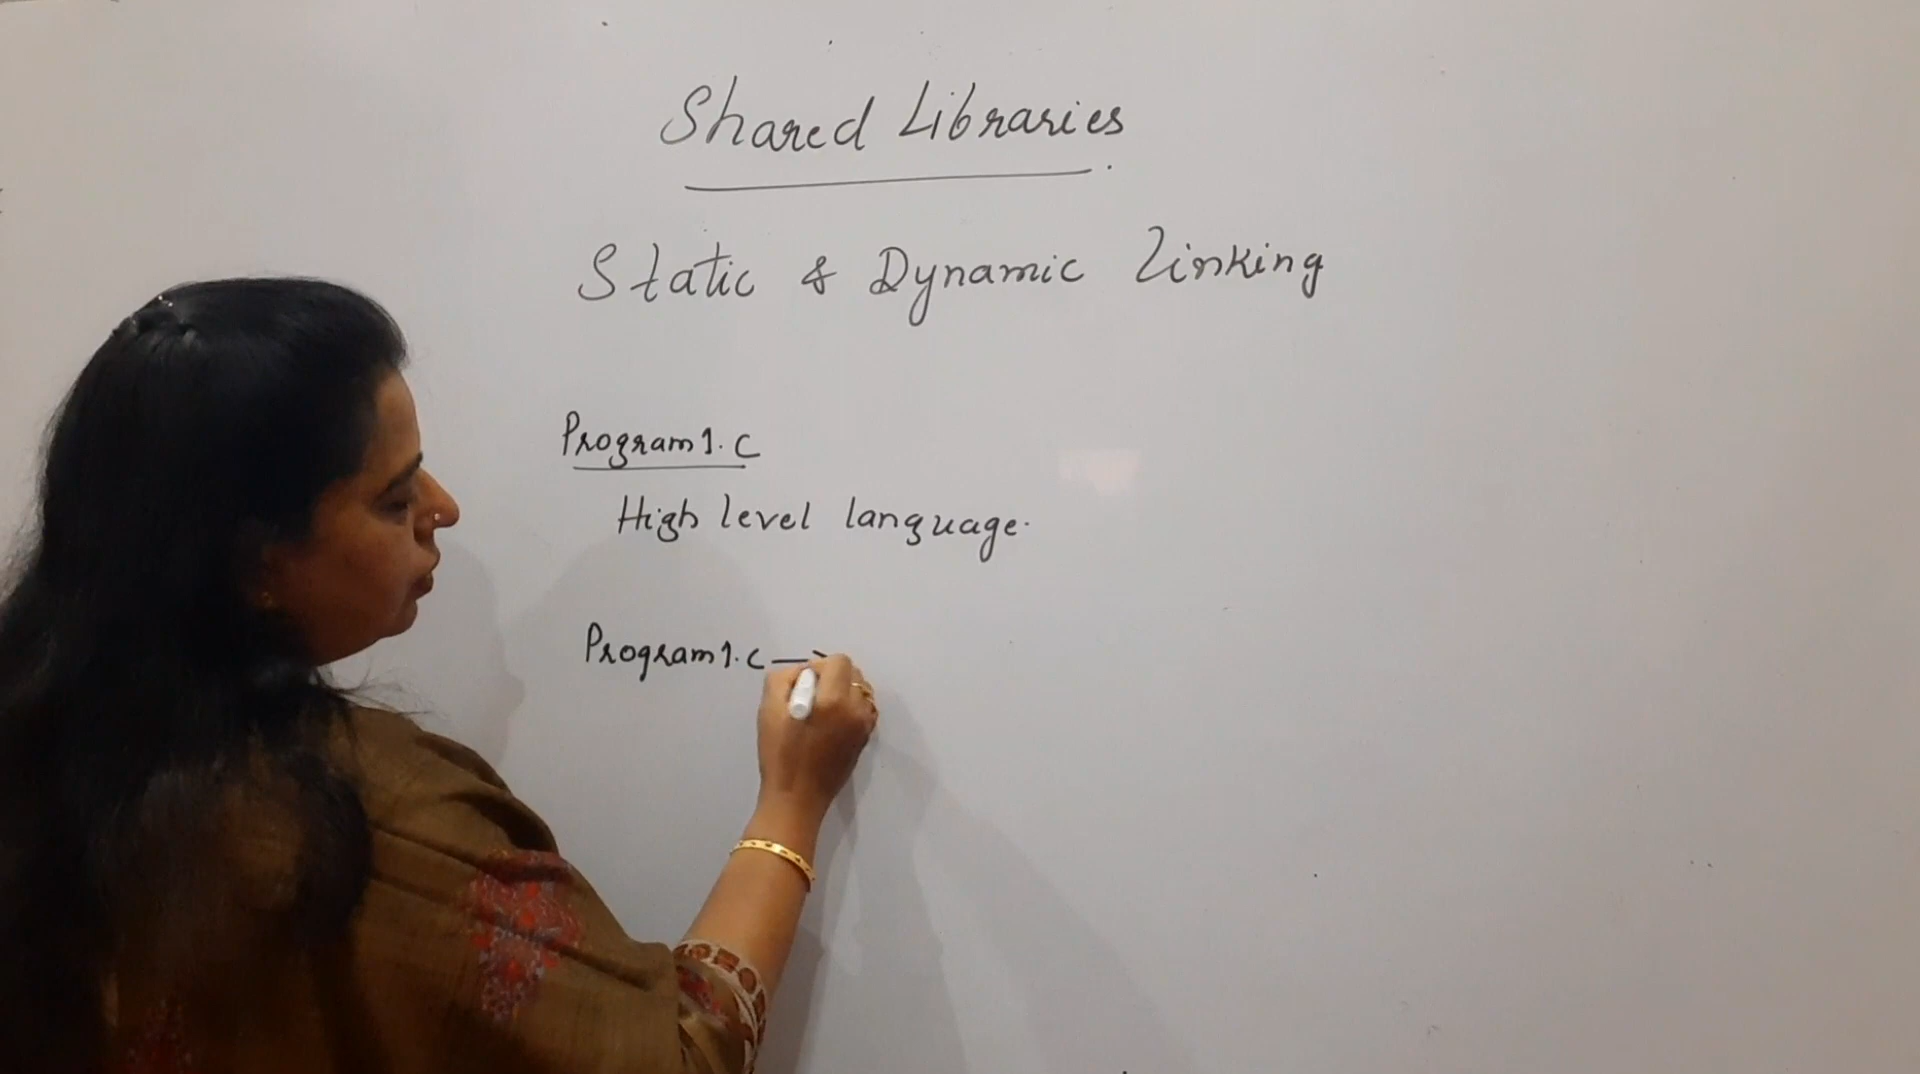 Shared Libraries
Static & Dynamic Linking
Program1.c
High level language.
Program1.c →